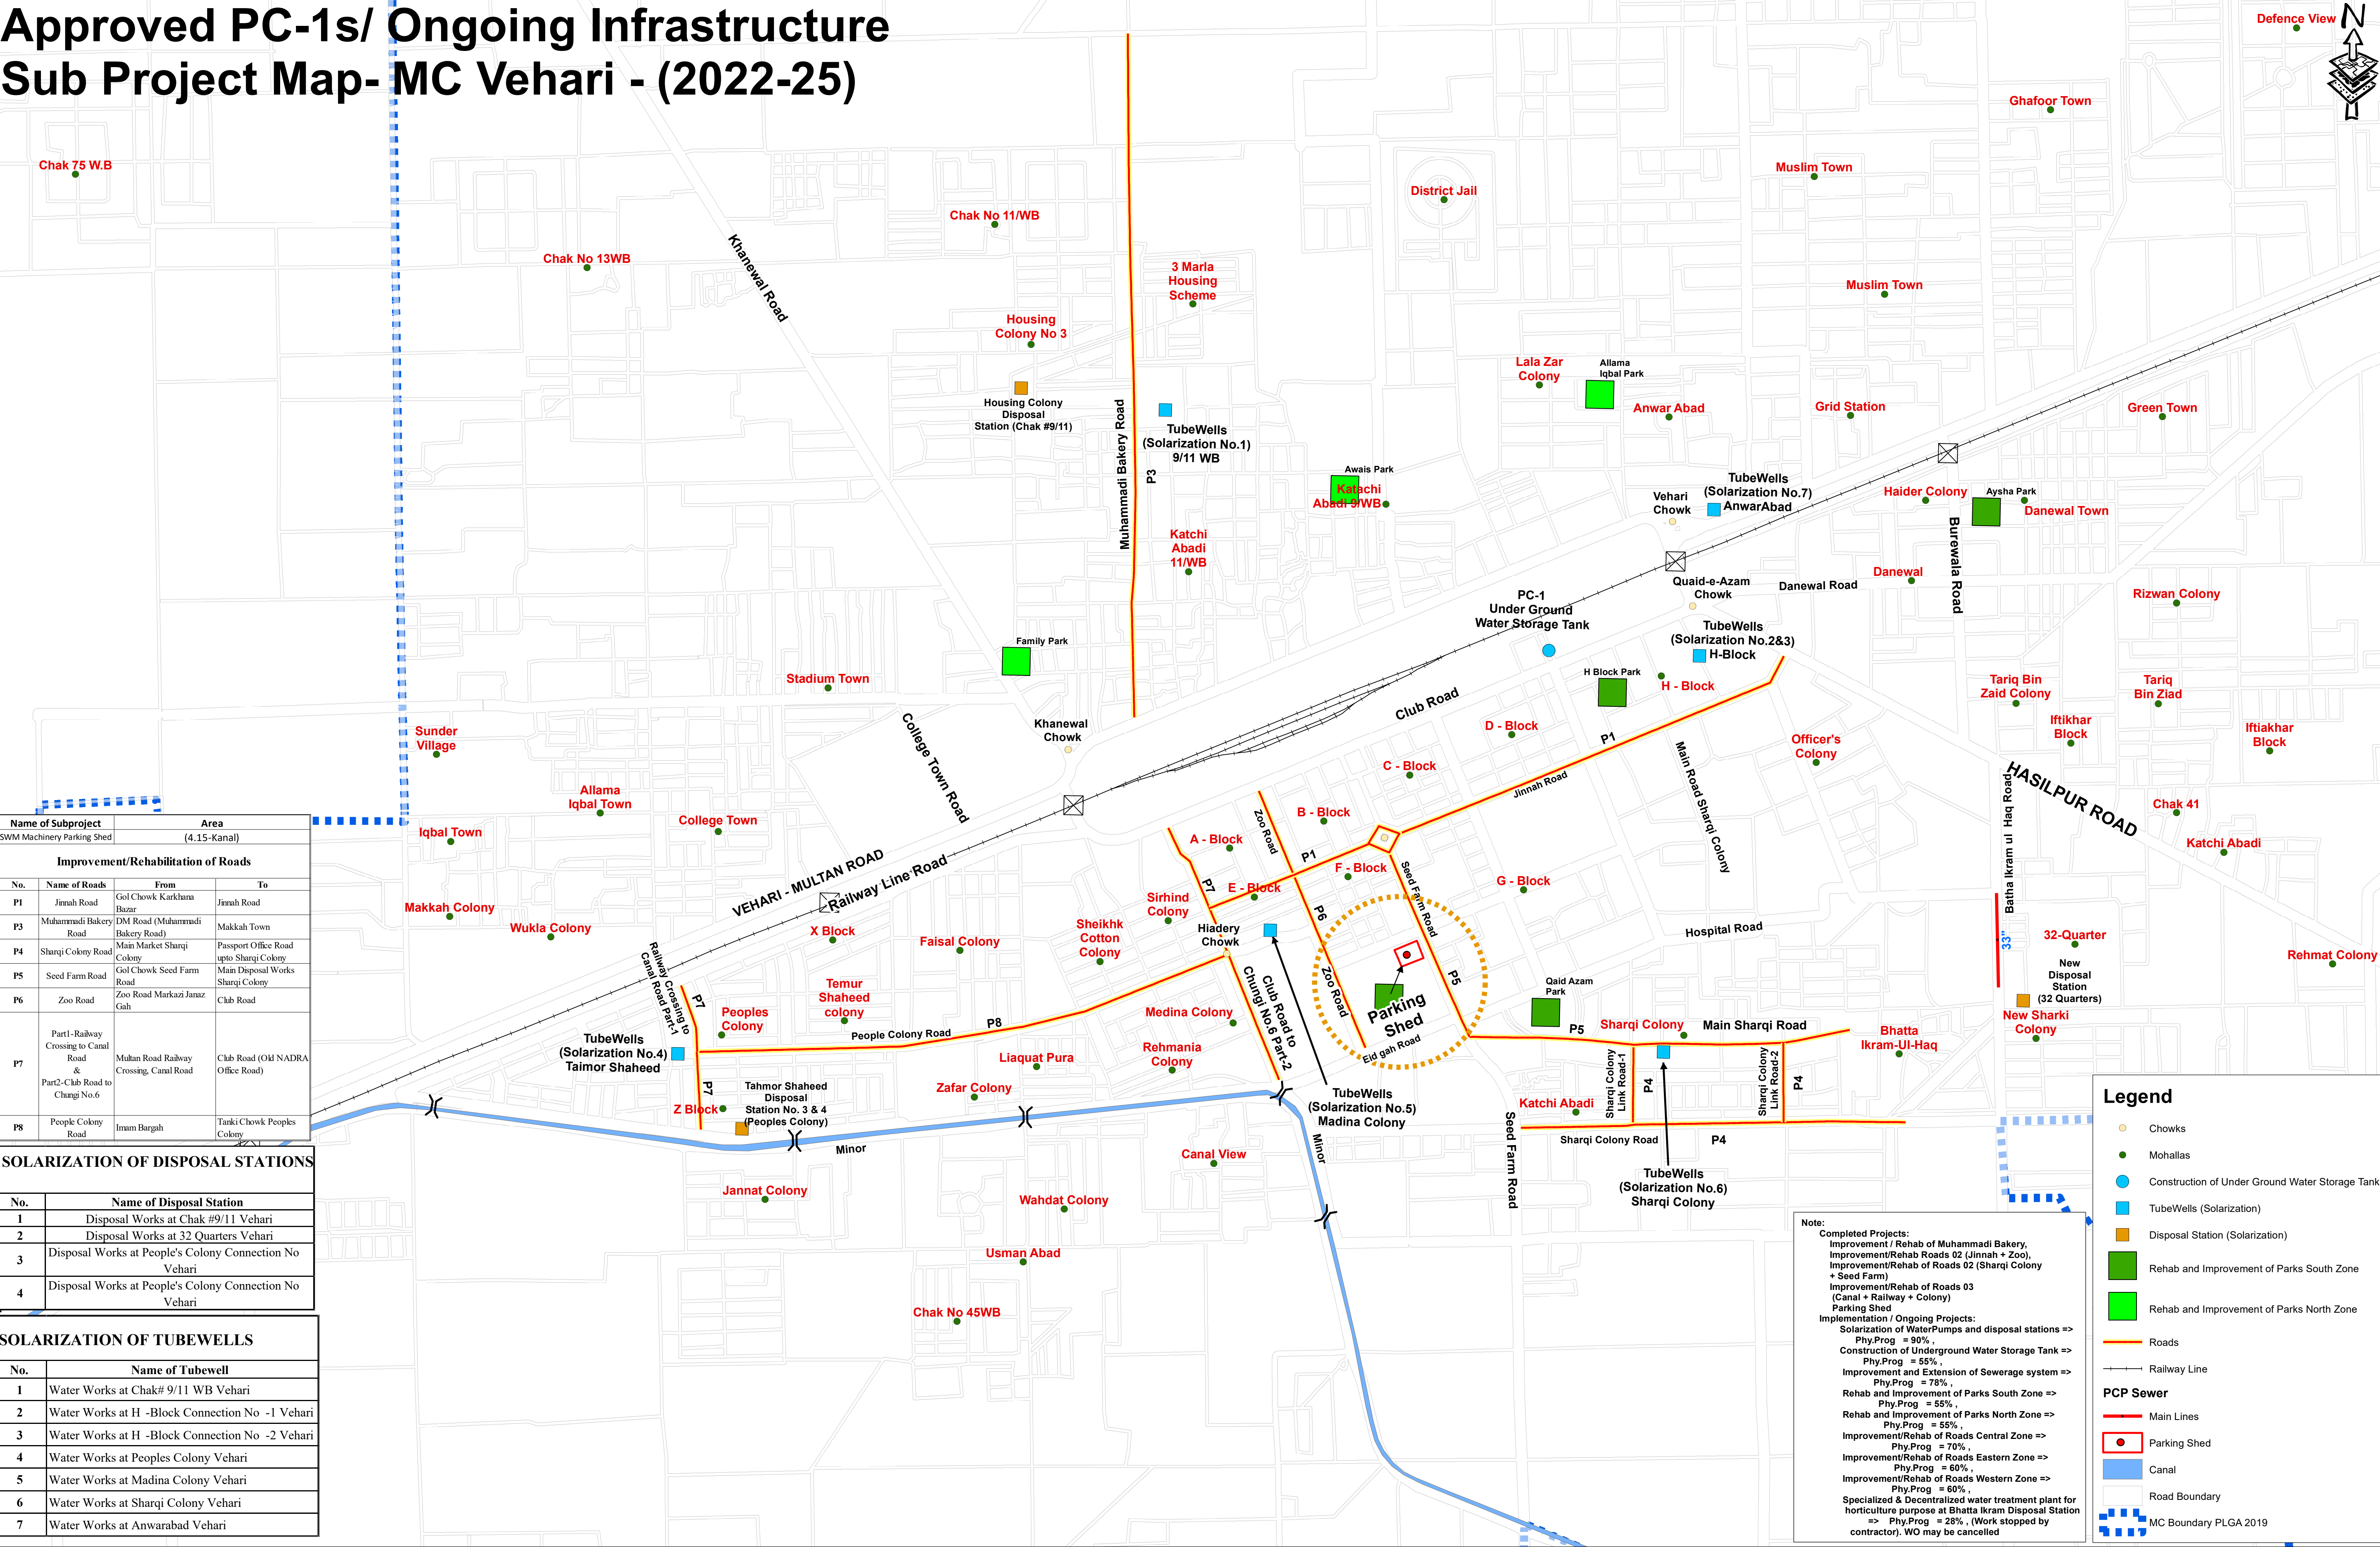 Approved PC-1s/ Ongoing Infrastructure
Sub Project Map- MC Vehari - (2022-25)
N
Defence View
Ghafoor Town
Chak 75 W.B
Muslim Town
District Jail
Chak No 11/WB
Khanewal Road
Chak No 13WB
3 Marla
Housing
Scheme
Muslim Town
Housing
Colony No 3
Lala Zar
Colony
Allama
Iqbal Park
Housing Colony
Disposal
Station (Chak #9/11)
Muhammadi Bakery Road
P3
TubeWells
(Solarization No.1)
9/11 WB
Anwar Abad
Grid Station
Green Town
Awais Park
Katachi
Abadi 9/WB
Vehari
Chowk
TubeWells
(Solarization No.7)
AnwarAbad
Haider Colony
Aysha Park
Danewal Town
Burewala Road
Katchi
Abadi
11/WB
Quaid-e-Azam
Chowk
Danewal Road
Danewal
Rizwan Colony
PC-1
Under Ground
Water Storage Tank
TubeWells
(Solarization No.2&3)
H-Block
Family Park
Stadium Town
H Block Park
H - Block
Tariq Bin
Zaid Colony
Tariq
Bin Ziad
Iftikhar
Block
Iftiakhar
Block
Club Road
Khanewal
Chowk
College Town Road
Sunder
Village
D - Block
P1
Main Road Sharqi Colony
Officer's
Colony
C - Block
Jinnah Road
HASILPUR ROAD
Batha Ikram ul Haq Road
Chak 41
Katchi Abadi
Allama
Iqbal Town
College Town
Iqbal Town
Zoo Road
B - Block
A - Block
P1
F - Block
Seed Farm Road
G - Block
VEHARI - MULTAN ROAD
Railway Line Road
P7
E - Block
Makkah Colony
Wukla Colony
X Block
Faisal Colony
Sheikhk
Cotton
Colony
Sirhind
Colony
Hiadery
Chowk
P6
Hospital Road
33"
32-Quarter
Rehmat Colony
New
Disposal
Station
(32 Quarters)
New Sharki
Colony
Railway Crossing to
Canal Road Part-1
P7
Peoples
Colony
Temur
Shaheed
colony
P8
People Colony Road
Medina Colony
Club Road to
Chungi No.6 Part-2
Zoo Road
Parking
Shed
P5
Qaid Azam
Park
P5
Sharqi Colony
Main Sharqi Road
Bhatta
Ikram-Ul-Haq
Eid gah Road
TubeWells
(Solarization No.4)
Taimor Shaheed
Liaquat Pura
Rehmania
Colony
P7
Z Block
Tahmor Shaheed
Disposal
Station No. 3 & 4
(Peoples Colony)
Zafar Colony
TubeWells
(Solarization No.5)
Madina Colony
Katchi Abadi
Sharqi Colony
Link Road-1
P4
Sharqi Colony
Link Road-2
P4
Seed Farm Road
Sharqi Colony Road
P4
Minor
Minor
Canal View
Jannat Colony
Wahdat Colony
TubeWells
(Solarization No.6)
Sharqi Colony
Usman Abad
Chak No 45WB
Name of Subproject Area
SWM Machinery Parking Shed (4.15-Kanal)
Improvement/Rehabilitation of Roads
No. Name of Roads From To
P1 Jinnah Road Gol Chowk Karkhana Bazar Jinnah Road
P3 Muhammadi Bakery Road DM Road (Muhammadi Bakery Road) Makkah Town
P4 Sharqi Colony Road Main Market Sharqi Colony Passport Office Road upto Sharqi Colony
P5 Seed Farm Road Gol Chowk Seed Farm Road Main Disposal Works Sharqi Colony
P6 Zoo Road Zoo Road Markazi Janaz Gah Club Road
P7 Part1-Railway Crossing to Canal Road & Part2-Club Road to Chungi No.6 Multan Road Railway Crossing, Canal Road Club Road (Old NADRA Office Road)
P8 People Colony Road Imam Bargah Tanki Chowk Peoples Colony
SOLARIZATION OF DISPOSAL STATIONS
No. Name of Disposal Station
1 Disposal Works at Chak #9/11 Vehari
2 Disposal Works at 32 Quarters Vehari
3 Disposal Works at People's Colony Connection No Vehari
4 Disposal Works at People's Colony Connection No Vehari
SOLARIZATION OF TUBEWELLS
No. Name of Tubewell
1 Water Works at Chak# 9/11 WB Vehari
2 Water Works at H -Block Connection No -1 Vehari
3 Water Works at H -Block Connection No -2 Vehari
4 Water Works at Peoples Colony Vehari
5 Water Works at Madina Colony Vehari
6 Water Works at Sharqi Colony Vehari
7 Water Works at Anwarabad Vehari
Note:
Completed Projects:
Improvement / Rehab of Muhammadi Bakery,
Improvement/Rehab Roads 02 (Jinnah + Zoo),
Improvement/Rehab of Roads 02 (Sharqi Colony
+ Seed Farm)
Improvement/Rehab of Roads 03
(Canal + Railway + Colony)
Parking Shed
Implementation / Ongoing Projects:
Solarization of WaterPumps and disposal stations =>
Phy.Prog = 90% ,
Construction of Underground Water Storage Tank =>
Phy.Prog = 55% ,
Improvement and Extension of Sewerage system =>
Phy.Prog = 78% ,
Rehab and Improvement of Parks South Zone =>
Phy.Prog = 55% ,
Rehab and Improvement of Parks North Zone =>
Phy.Prog = 55% ,
Improvement/Rehab of Roads Central Zone =>
Phy.Prog = 70% ,
Improvement/Rehab of Roads Eastern Zone =>
Phy.Prog = 60% ,
Improvement/Rehab of Roads Western Zone =>
Phy.Prog = 60% ,
Specialized & Decentralized water treatment plant for
horticulture purpose at Bhatta Ikram Disposal Station
=> Phy.Prog = 28% , (Work stopped by
contractor). WO may be cancelled
Legend
Chowks
Mohallas
Construction of Under Ground Water Storage Tank
TubeWells (Solarization)
Disposal Station (Solarization)
Rehab and Improvement of Parks South Zone
Rehab and Improvement of Parks North Zone
Roads
Railway Line
PCP Sewer
Main Lines
Parking Shed
Canal
Road Boundary
MC Boundary PLGA 2019